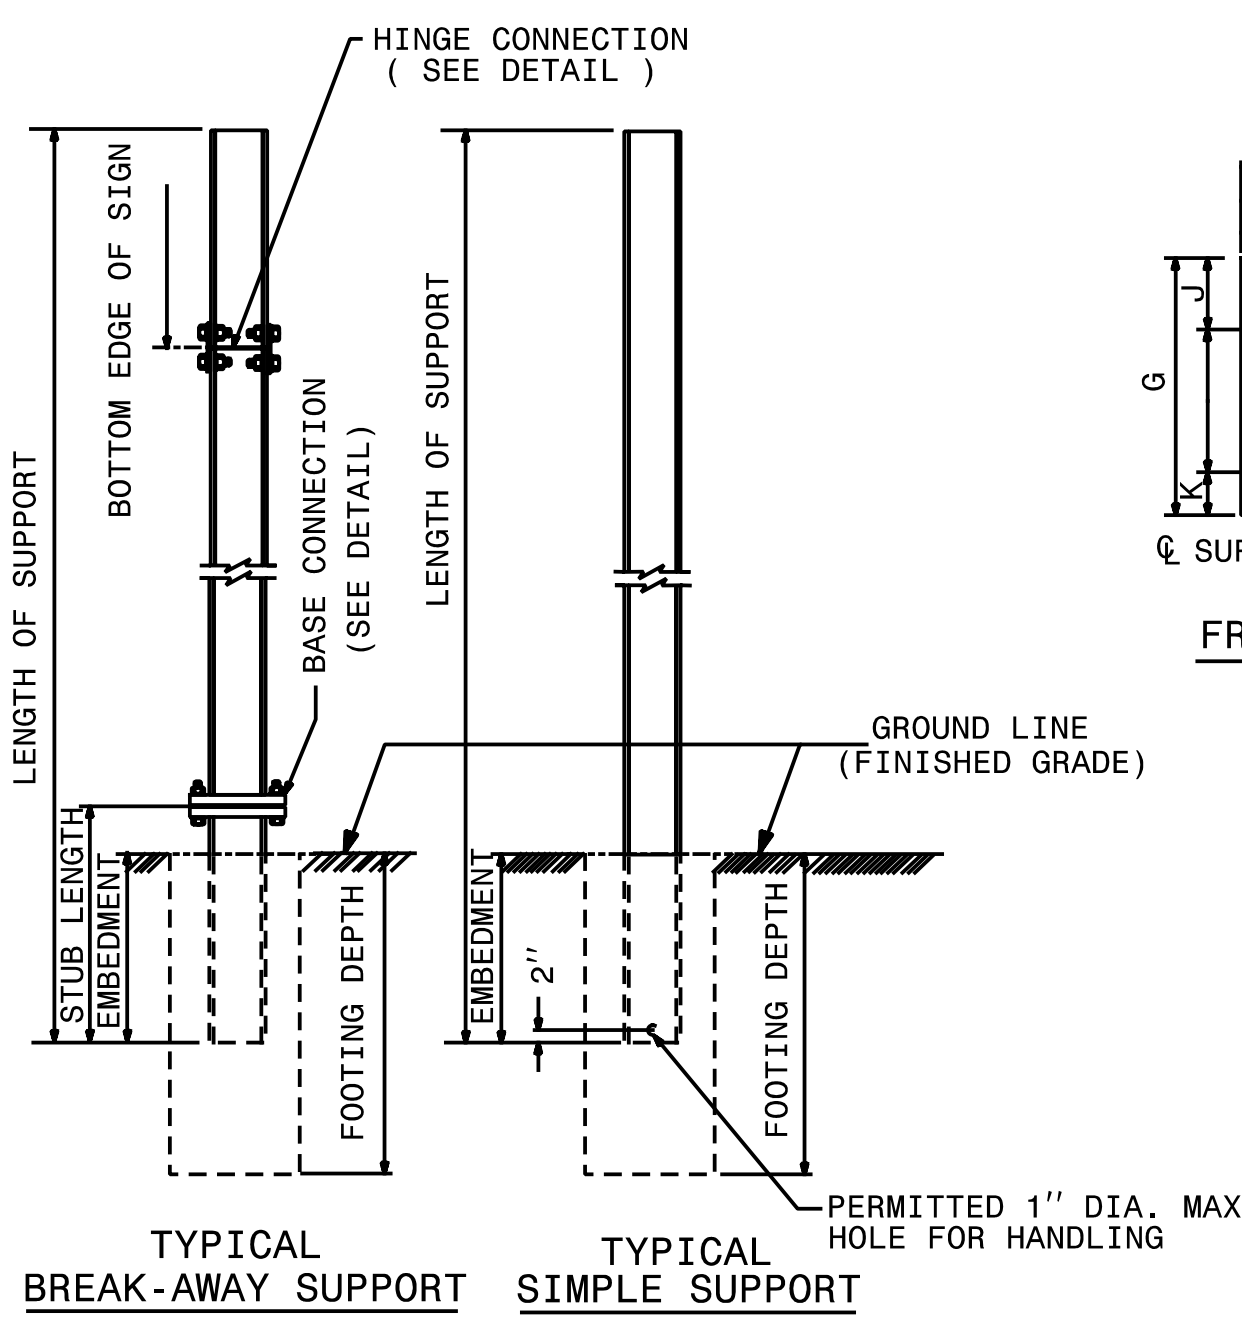 HINGE CONNECTION
( SEE DETAIL )
BOTTOM EDGE OF SIGN
LENGTH OF SUPPORT
BASE CONNECTION
(SEE DETAIL)
STUB LENGTH
EMBEDMENT
FOOTING DEPTH
LENGTH OF SUPPORT
GROUND LINE
(FINISHED GRADE)
EMBEDMENT
2''
FOOTING DEPTH
PERMITTED 1'' DIA. MAX
HOLE FOR HANDLING
TYPICAL
BREAK-AWAY SUPPORT
TYPICAL
SIMPLE SUPPORT
J
G
K